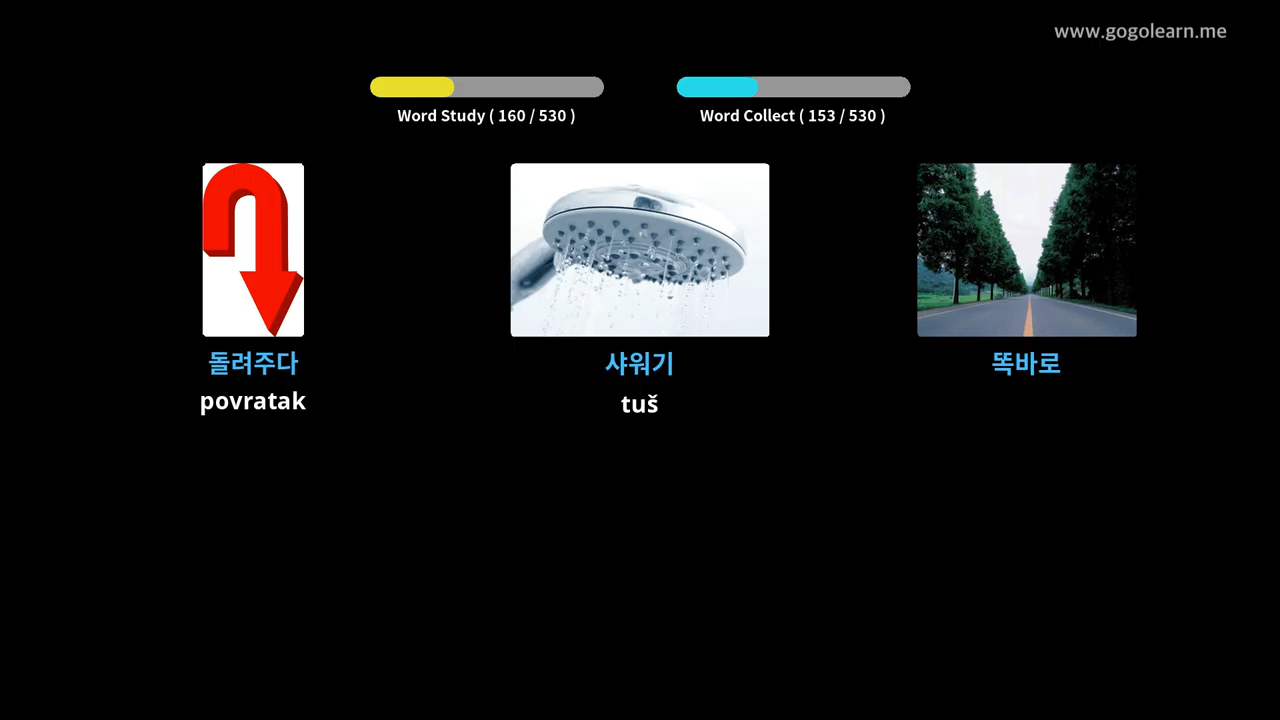 www.gogolearn.me
Word Study ( 160 / 530 )
Word Collect ( 153 / 530 )
돌려주다
povratak
샤워기
tuš
똑바로